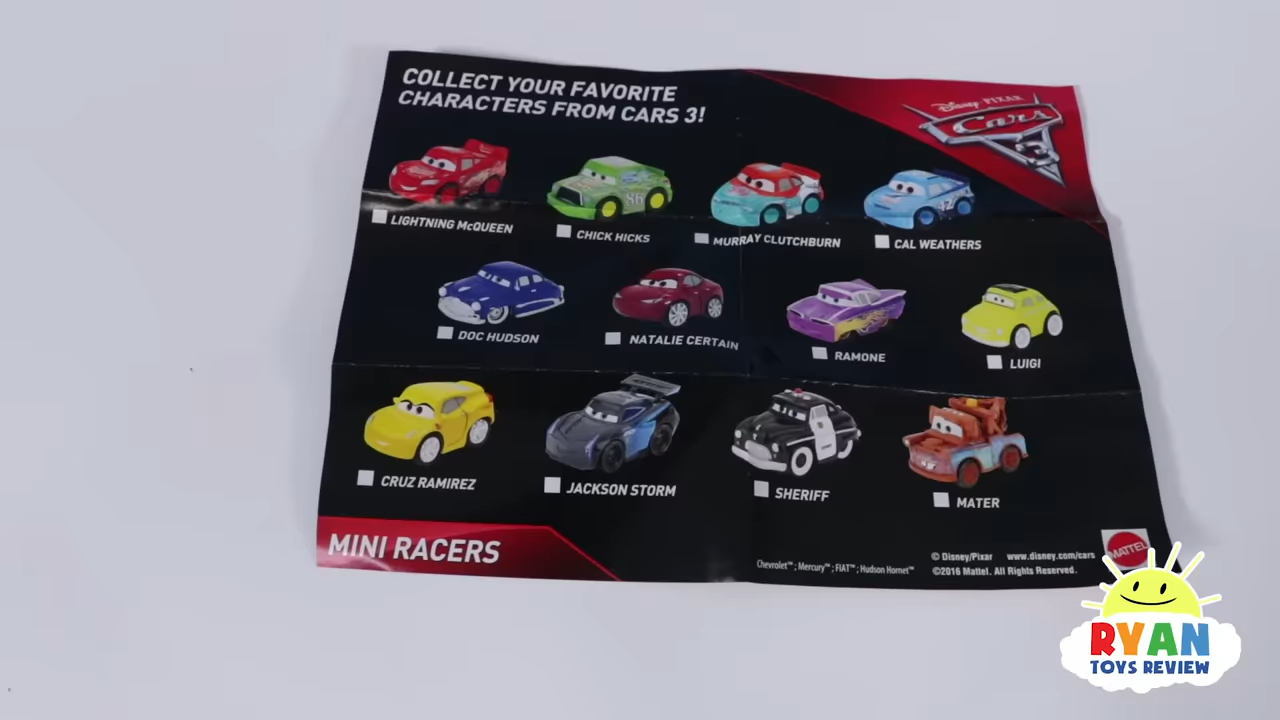 COLLECT YOUR FAVORITE
CHARACTERS FROM CARS 3!
Disney·PIXAR
Cars
3
86
42
LIGHTNING McQUEEN
CHICK HICKS
MURRAY CLUTCHBURN
CAL WEATHERS
DOC HUDSON
NATALIE CERTAIN
RAMONE
LUIGI
CRUZ RAMIREZ
JACKSON STORM
SHERIFF
MATER
MINI RACERS
Chevrolet™; Mercury™; FIAT™; Hudson Hornet™
© Disney/Pixar www.disney.com/cars
©2016 Mattel. All Rights Reserved.
MATTEL
RYAN
TOYS REVIEW